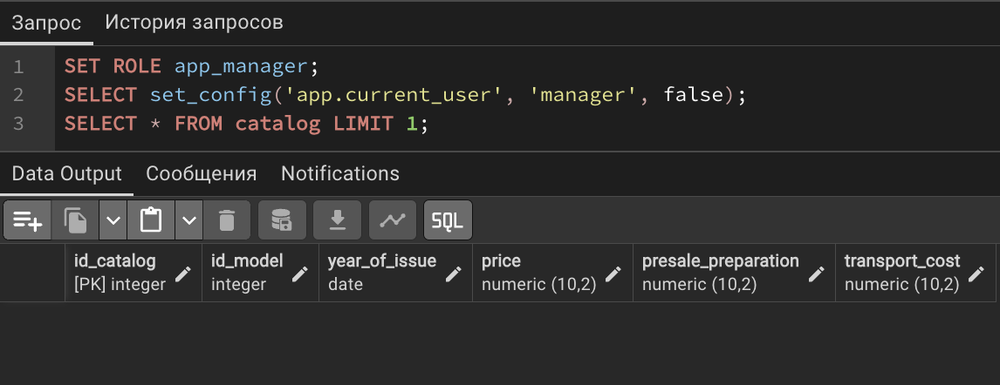 Запрос История запросов
1 SET ROLE app_manager;
2 SELECT set_config('app.current_user', 'manager', false);
3 SELECT * FROM catalog LIMIT 1;
Data Output Сообщения Notifications
SQL
id_catalog id_model year_of_issue price presale_preparation transport_cost
[PK] integer integer date numeric (10,2) numeric (10,2) numeric (10,2)